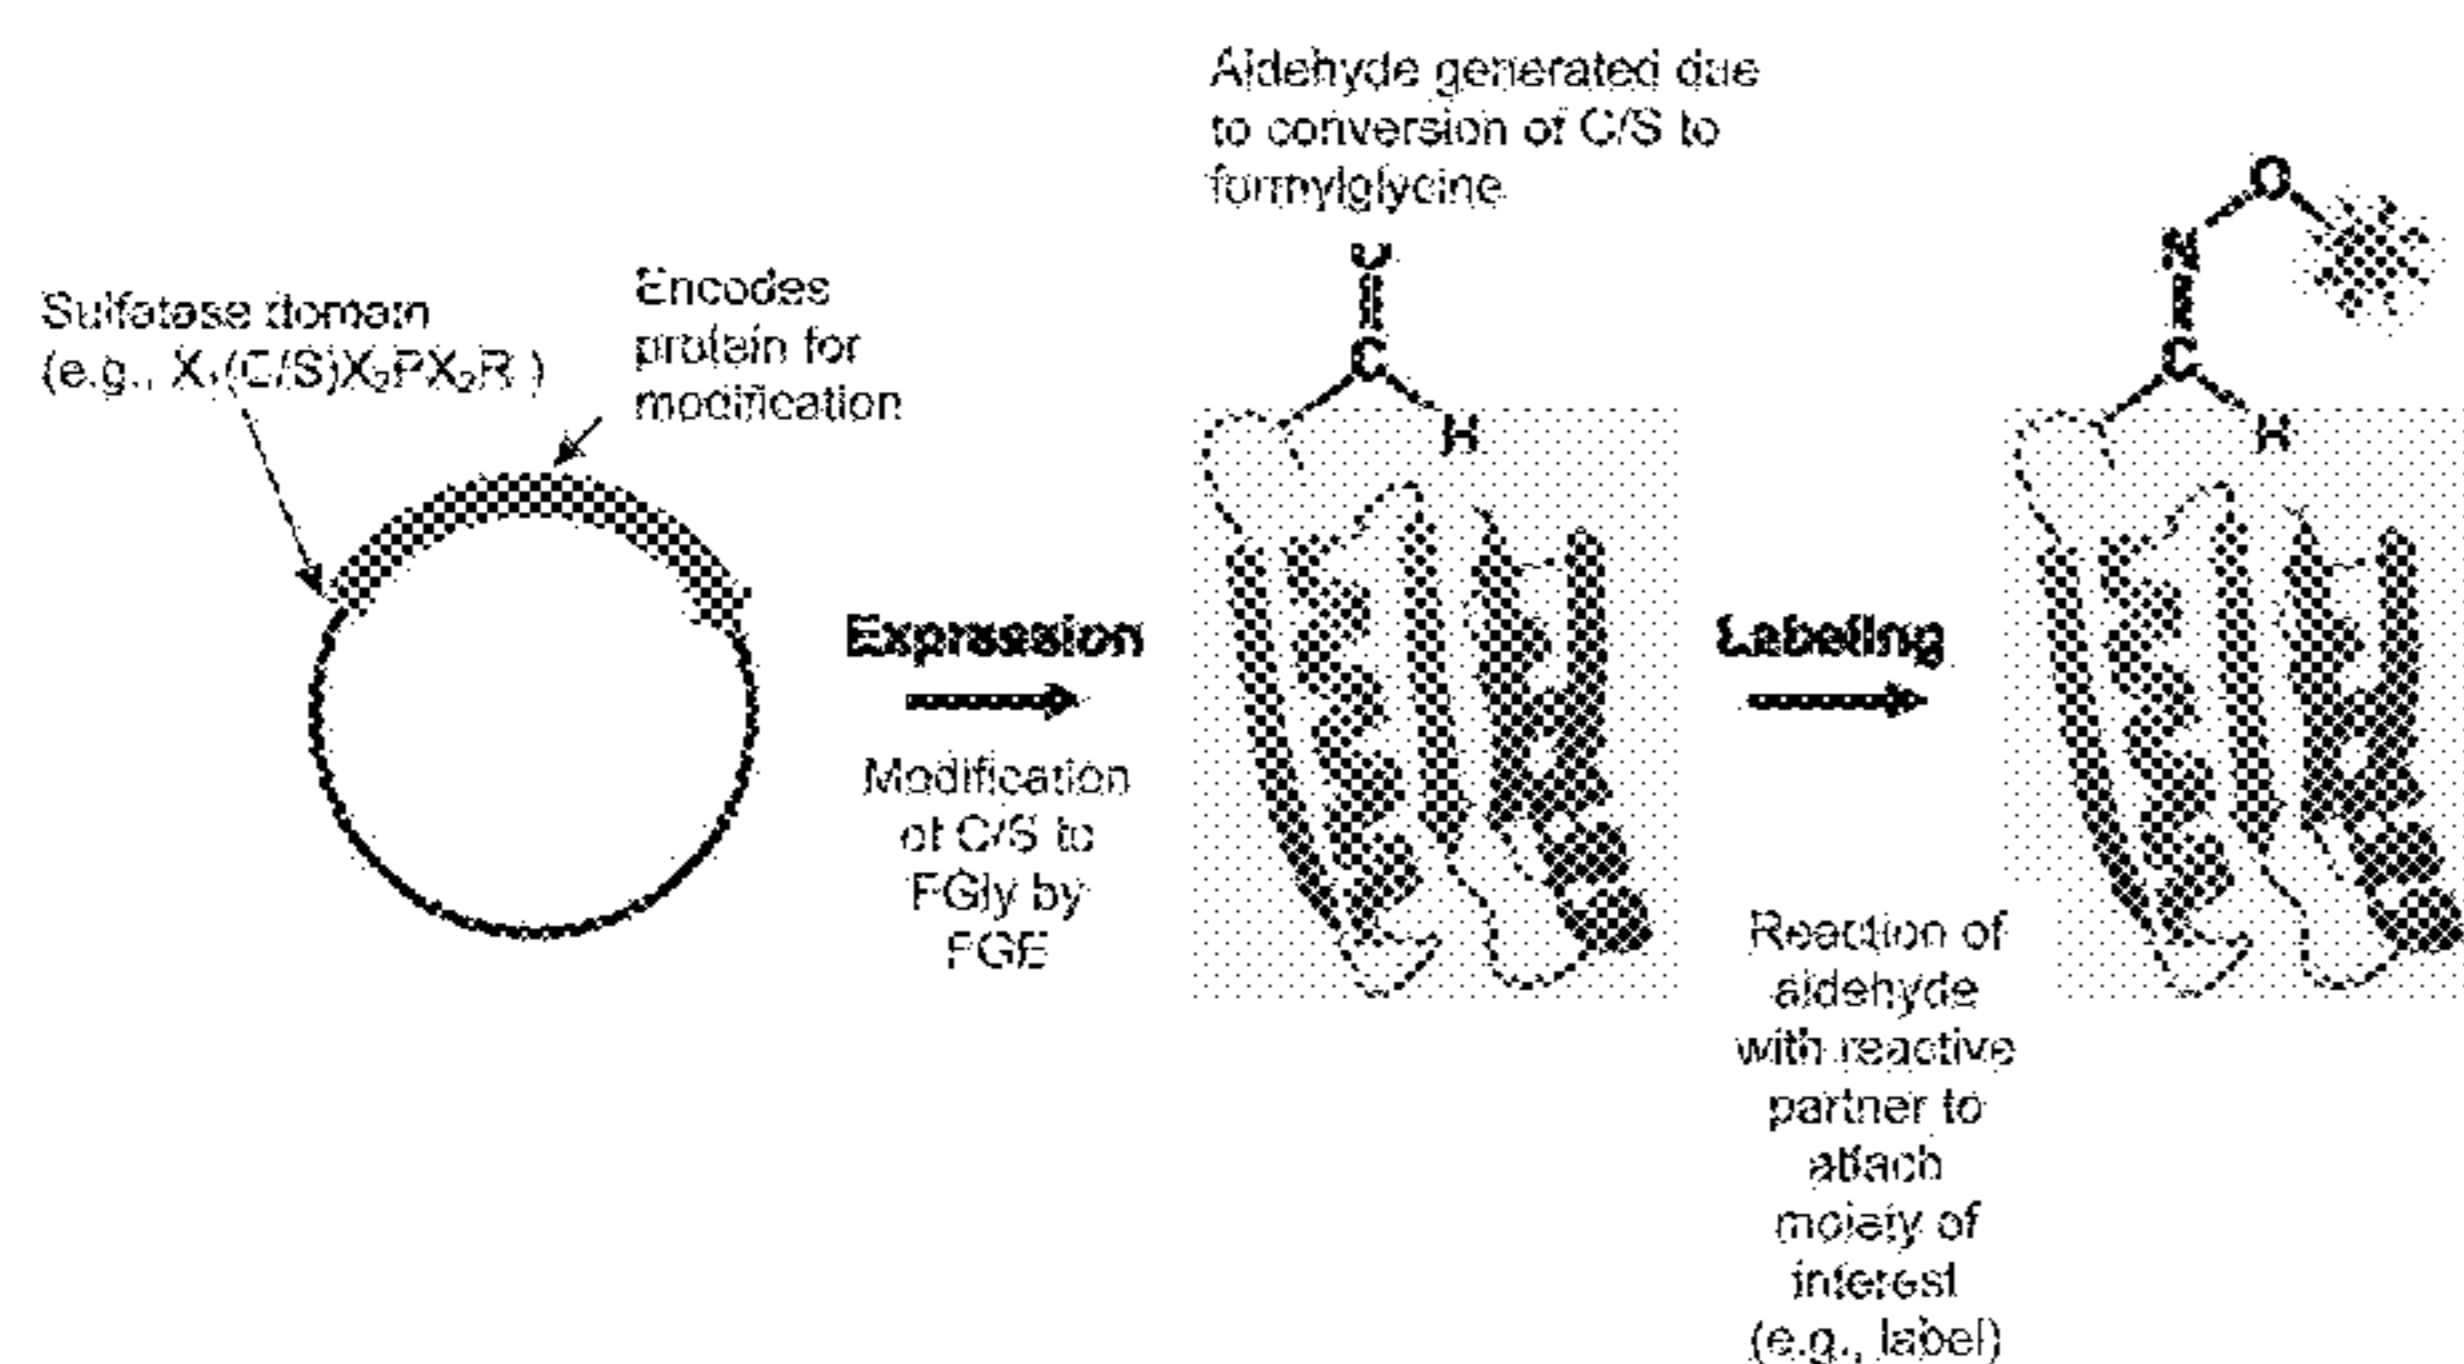 Aldehyde generated due
to conversion of C/S to
formylglycine
O
C
H
Sulfatase domain
(e.g., X₁(C/S)X₂PX₂R )
Encodes
protein for
modification
Expression
Modification
of C/S to
FGly by
FGE
Labeling
Reaction of
aldehyde
with reactive
partner to
attach
moiety of
interest
(e.g., label)
O
N
C
H